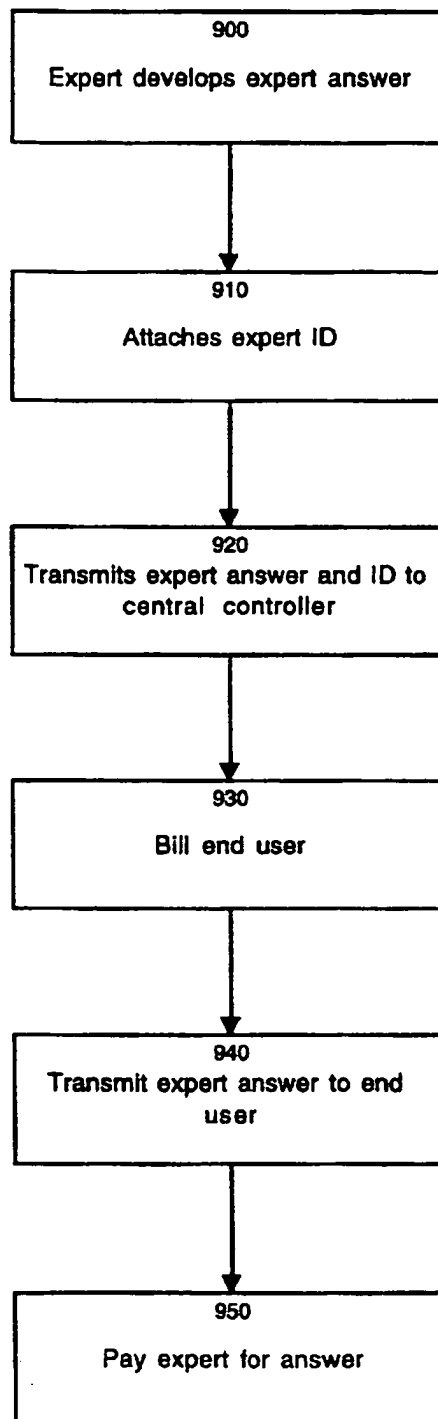 900
Expert develops expert answer
910
Attaches expert ID
920
Transmits expert answer and ID to
central controller
930
Bill end user
940
Transmit expert answer to end
user
950
Pay expert for answer